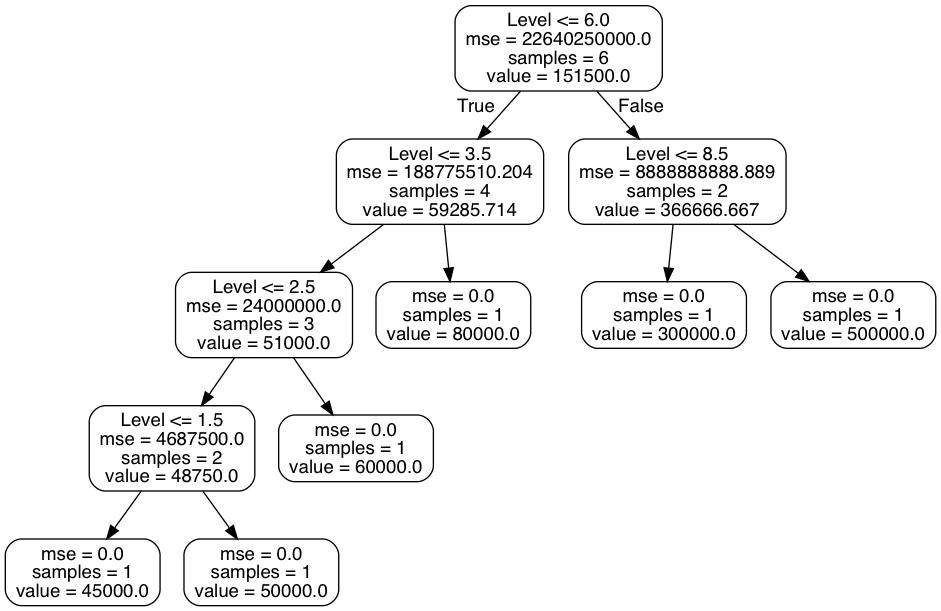 Level <= 6.0
mse = 22640250000.0
samples = 6
value = 151500.0
True
False
Level <= 3.5
mse = 188775510.204
samples = 4
value = 59285.714
Level <= 8.5
mse = 8888888888.889
samples = 2
value = 366666.667
Level <= 2.5
mse = 24000000.0
samples = 3
value = 51000.0
mse = 0.0
samples = 1
value = 80000.0
mse = 0.0
samples = 1
value = 300000.0
mse = 0.0
samples = 1
value = 500000.0
Level <= 1.5
mse = 4687500.0
samples = 2
value = 48750.0
mse = 0.0
samples = 1
value = 60000.0
mse = 0.0
samples = 1
value = 45000.0
mse = 0.0
samples = 1
value = 50000.0